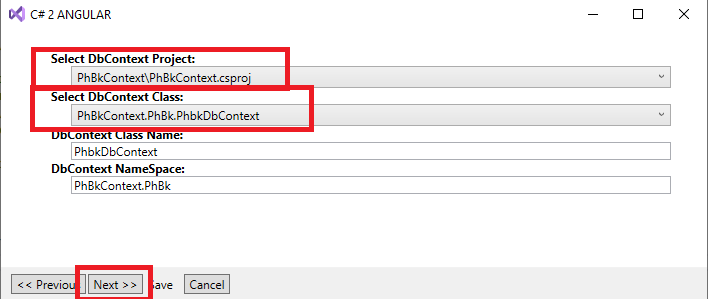 C# 2 ANGULAR
Select DbContext Project:
PhBkContext\PhBkContext.csproj
Select DbContext Class:
PhBkContext.PhBk.PhbkDbContext
DbContext Class Name:
PhbkDbContext
DbContext NameSpace:
PhBkContext.PhBk
<< Previous Next >> Save Cancel